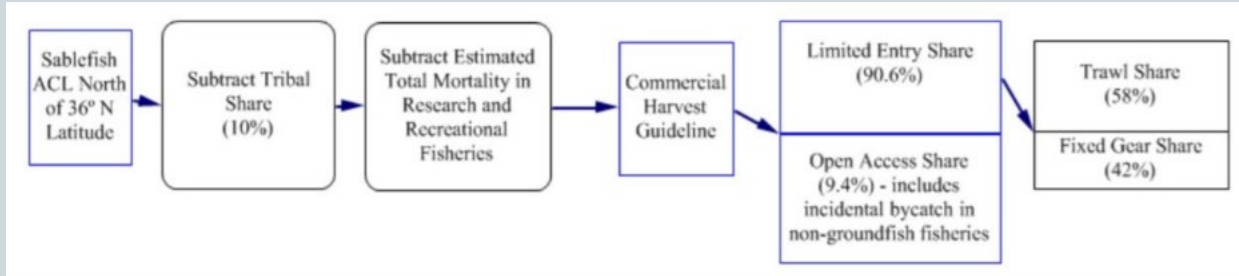 Sablefish
ACL North
of 36º N
Latitude
Subtract Tribal
Share
(10%)
Subtract Estimated
Total Mortality in
Research and
Recreational
Fisheries
Commercial
Harvest
Guideline
Limited Entry Share
(90.6%)
Open Access Share
(9.4%) - includes
incidental bycatch in
non-groundfish fisheries
Trawl Share
(58%)
Fixed Gear Share
(42%)